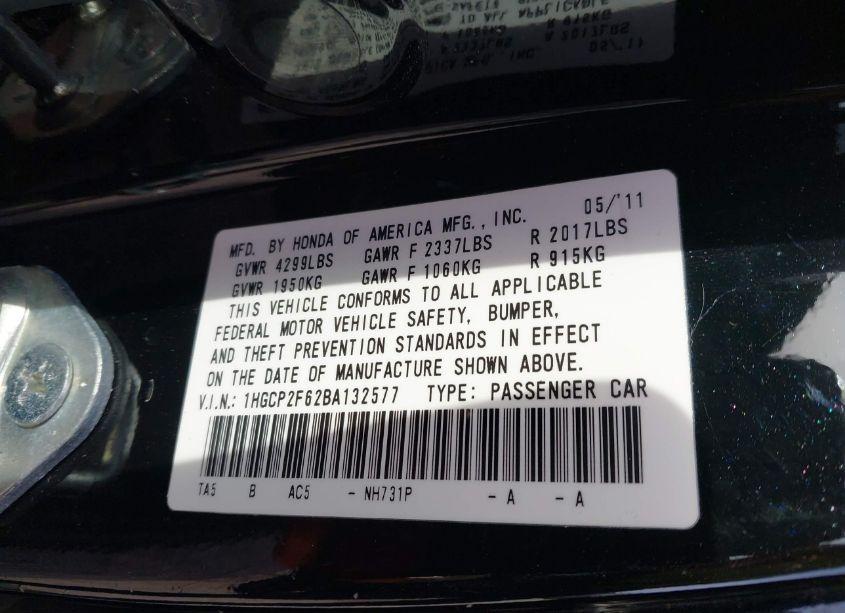 MFD. BY HONDA OF AMERICA MFG., INC. 05/'11
GVWR 4299LBS GAWR F 2337LBS R 2017LBS
GVWR 1950KG GAWR F 1060KG R 915KG
THIS VEHICLE CONFORMS TO ALL APPLICABLE
FEDERAL MOTOR VEHICLE SAFETY, BUMPER,
AND THEFT PREVENTION STANDARDS IN EFFECT
ON THE DATE OF MANUFACTURE SHOWN ABOVE.
V.I.N.: 1HGCP2F62BA132577 TYPE: PASSENGER CAR
TA5 B AC5 - NH731P - A - A